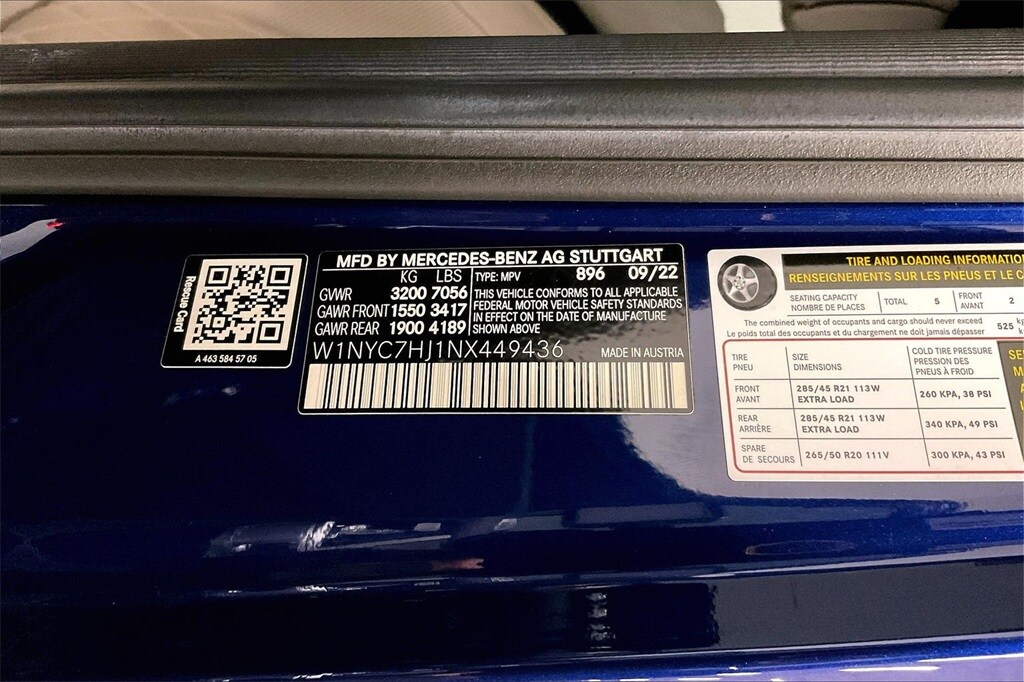 MFD BY MERCEDES-BENZ AG STUTTGART
KG LBS TYPE: MPV 896 09/22
GVWR 3200 7056
GAWR FRONT 1550 3417
GAWR REAR 1900 4189
THIS VEHICLE CONFORMS TO ALL APPLICABLE
FEDERAL MOTOR VEHICLE SAFETY STANDARDS
IN EFFECT ON THE DATE OF MANUFACTURE
SHOWN ABOVE
W1NYC7HJ1NX449436 MADE IN AUSTRIA
Rescue Card
A 463 584 57 05
TIRE AND LOADING INFORMATIO
RENSEIGNEMENTS SUR LES PNEUS ET LE C
SEATING CAPACITY
NOMBRE DE PLACES
TOTAL 5
FRONT
AVANT
2
The combined weight of occupants and cargo should never exceed
Le poids total des occupants et du chargement ne doit jamais dépasser
525
TIRE
PNEU
SIZE
DIMENSIONS
COLD TIRE PRESSURE
PRESSION DES
PNEUS À FROID
FRONT
AVANT
285/45 R21 113W
EXTRA LOAD
260 KPA, 38 PSI
REAR
ARRIÈRE
285/45 R21 113W
EXTRA LOAD
340 KPA, 49 PSI
SPARE
DE SECOURS
265/50 R20 111V
300 KPA, 43 PSI